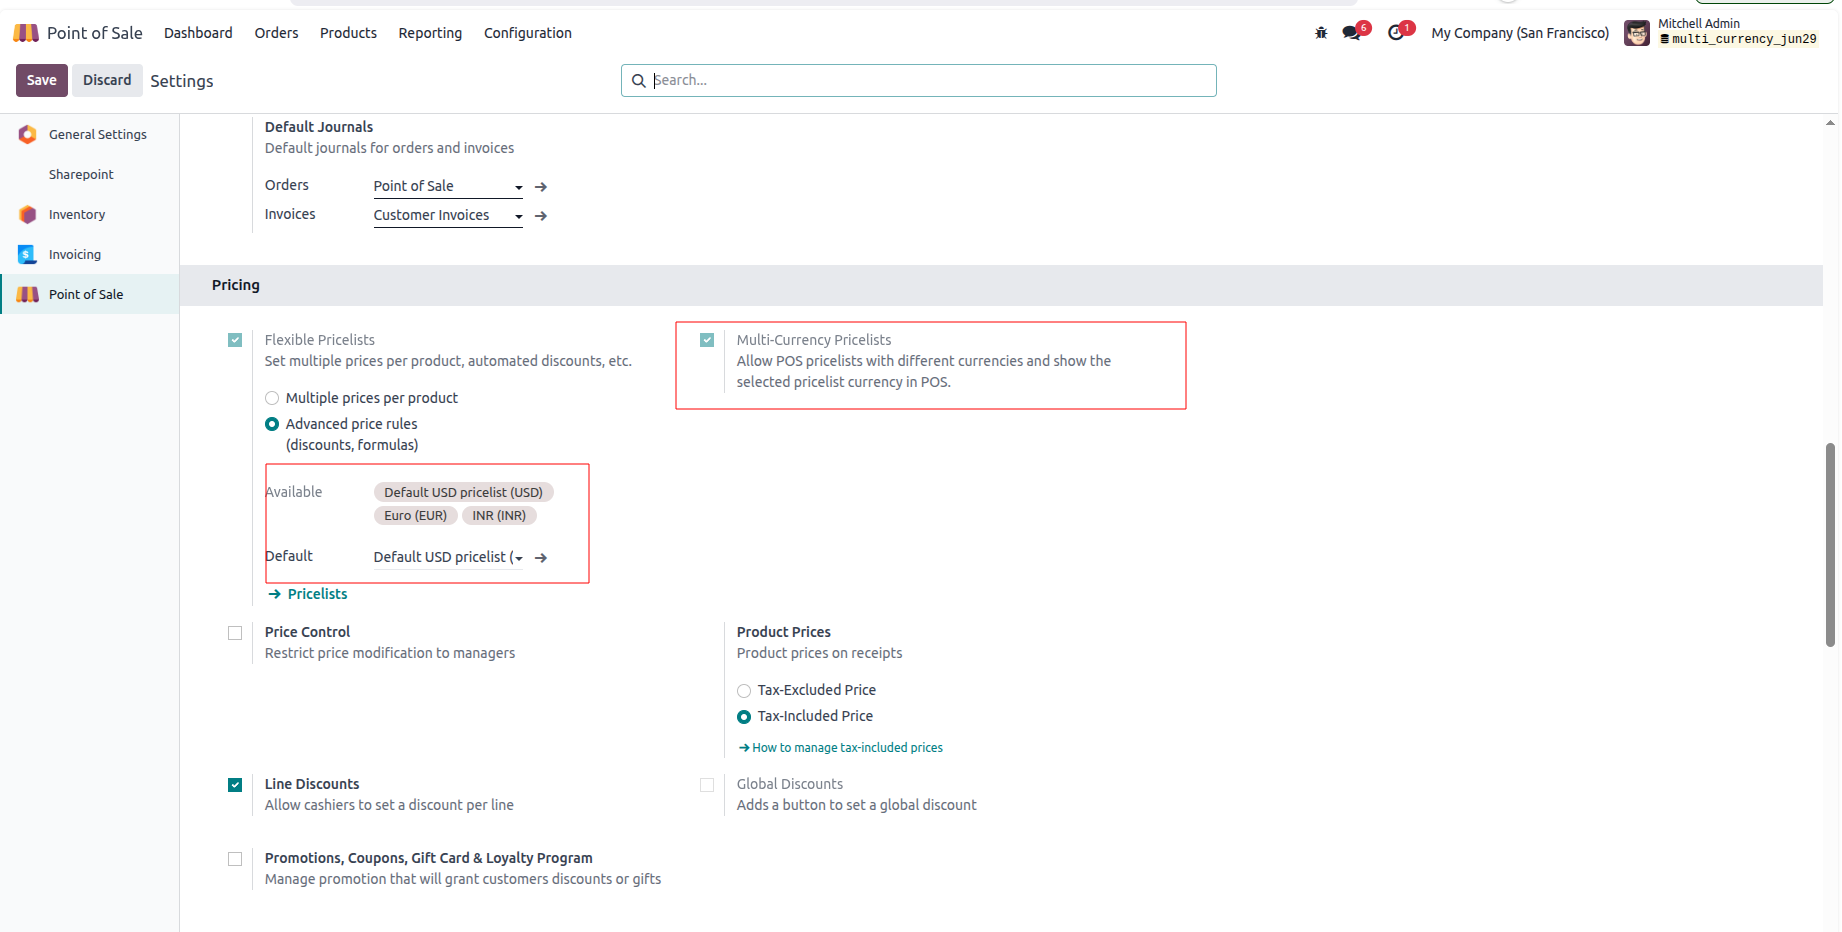 Point of Sale Dashboard Orders Products Reporting Configuration 6 1 My Company (San Francisco) Mitchell Admin
multi_currency_jun29
Save Discard Settings Search...
General Settings
Sharepoint
Inventory
Invoicing
Point of Sale
Default Journals
Default journals for orders and invoices
Orders Point of Sale
Invoices Customer Invoices
Pricing
Flexible Pricelists
Set multiple prices per product, automated discounts, etc.
Multiple prices per product
Advanced price rules
(discounts, formulas)
Available Default USD pricelist (USD)
Euro (EUR) INR (INR)
Default Default USD pricelist (
Pricelists
Multi-Currency Pricelists
Allow POS pricelists with different currencies and show the
selected pricelist currency in POS.
Price Control
Restrict price modification to managers
Product Prices
Product prices on receipts
Tax-Excluded Price
Tax-Included Price
How to manage tax-included prices
Line Discounts
Allow cashiers to set a discount per line
Global Discounts
Adds a button to set a global discount
Promotions, Coupons, Gift Card & Loyalty Program
Manage promotion that will grant customers discounts or gifts